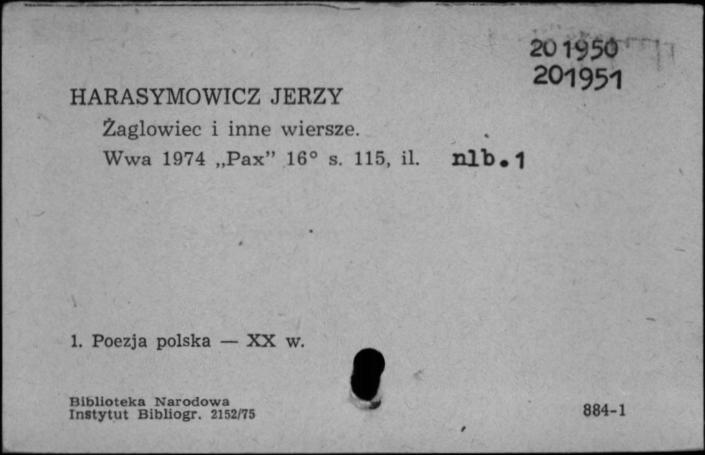 201950
201951
HARASYMOWICZ JERZY
Żaglowiec i inne wiersze.
Wwa 1974 „Pax” 16° s. 115, il. nlb.1
1. Poezja polska — XX w.
Biblioteka Narodowa
Instytut Bibliogr. 2152/75
884-1